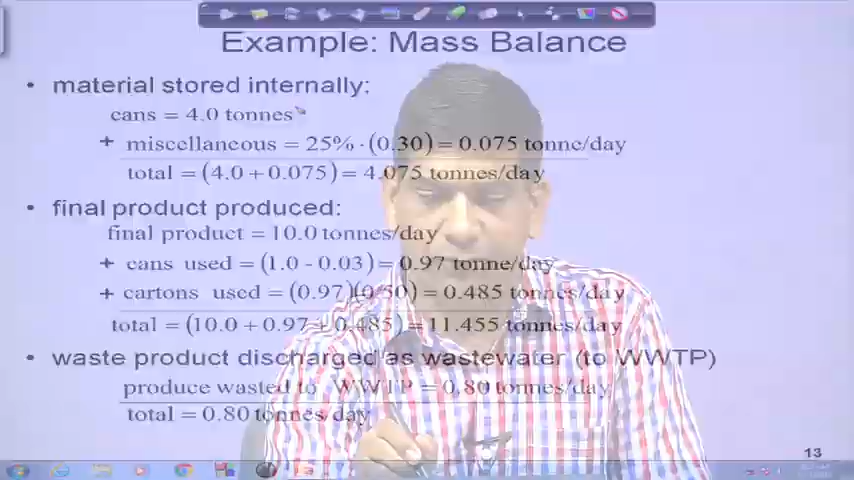 Example: Mass Balance
• material stored internally:
cans = 4.0 tonnes
+ miscellaneous = 25% · (0.30) = 0.075 tonne/day
total = (4.0 + 0.075) = 4.075 tonnes/day
• final product produced:
final product = 10.0 tonnes/day
+ cans used = (1.0 - 0.03) = 0.97 tonne/day
+ cartons used = (0.97)(0.50) = 0.485 tonnes/day
total = (10.0 + 0.97 + 0.485) = 11.455 tonnes/day
• waste product discharged as wastewater (to WWTP)
produce wasted to WWTP = 0.80 tonnes/day
total = 0.80 tonnes/day
13